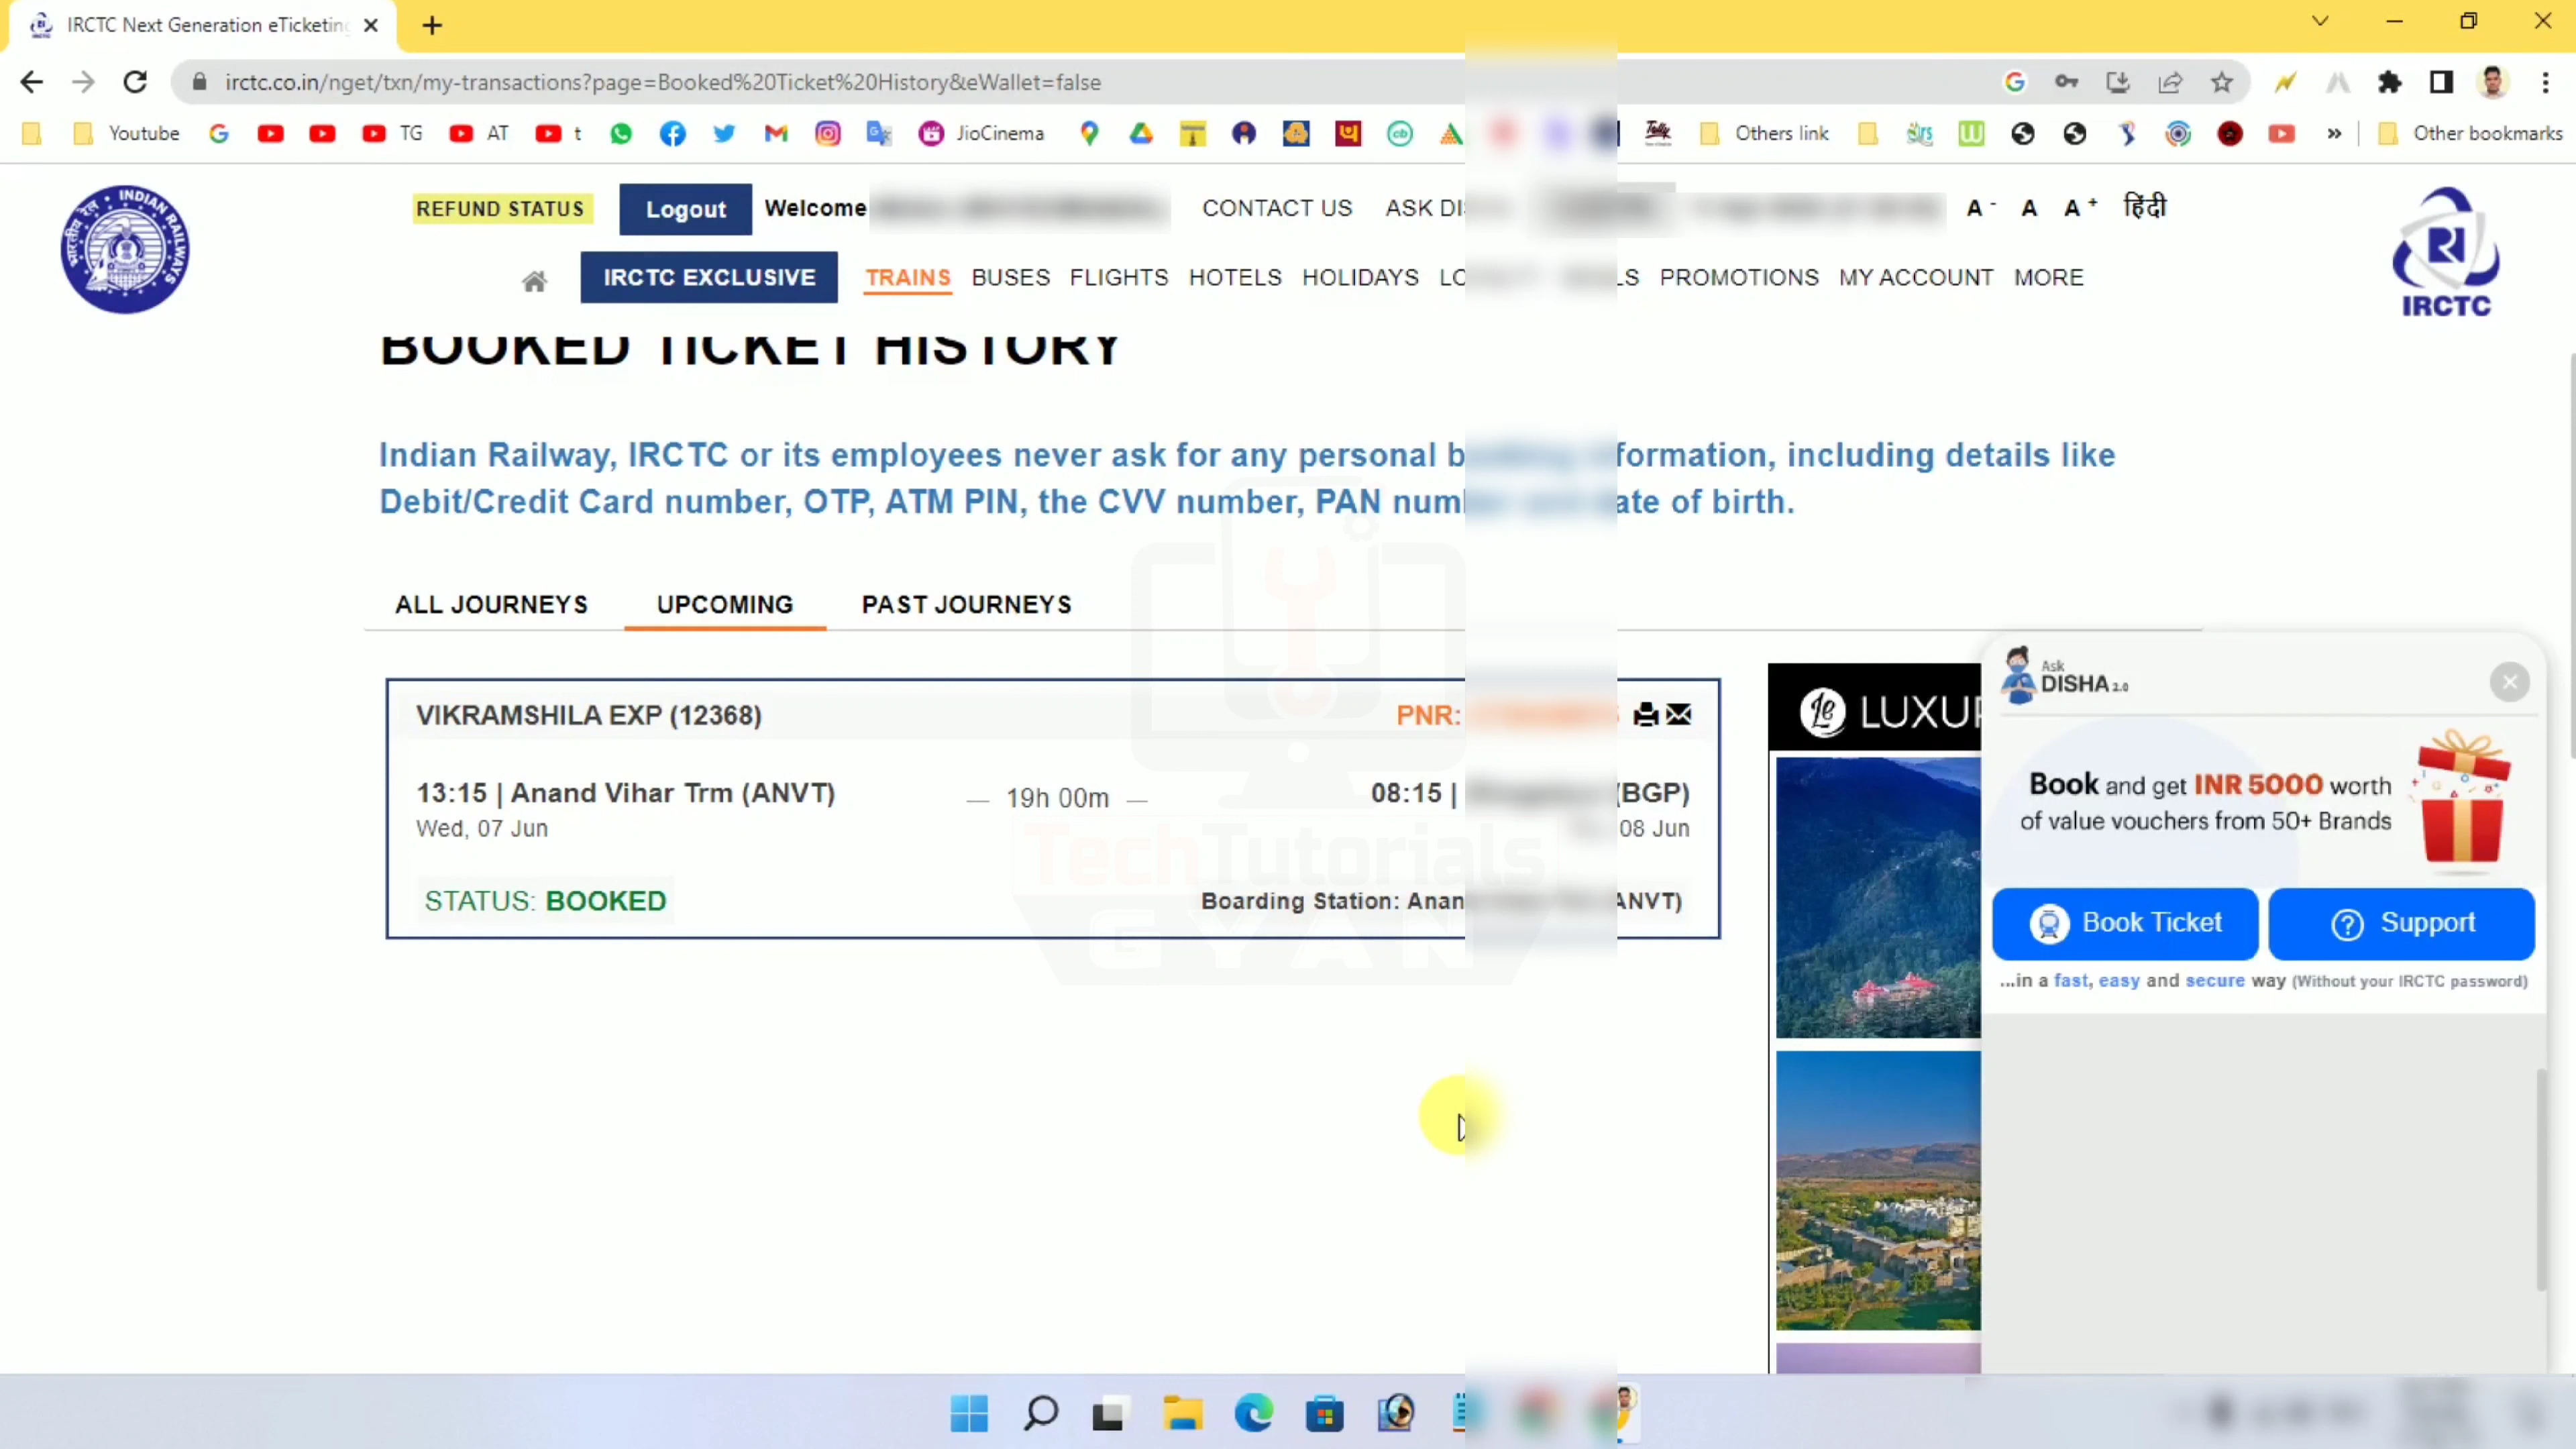 IRCTC Next Generation eTicketing
irctc.co.in/nget/txn/my-transactions?page=Booked%20Ticket%20History&eWallet=false
Youtube TG AT t JioCinema Others link Other bookmarks
REFUND STATUS Logout Welcome CONTACT US ASK A- A A+ हिंदी
INDIAN RAILWAYS भारतीय रेल
IRCTC EXCLUSIVE TRAINS BUSES FLIGHTS HOTELS HOLIDAYS PROMOTIONS MY ACCOUNT MORE
IRCTC
BOOKED TICKET HISTORY
Indian Railway, IRCTC or its employees never ask for any personal details like including
Debit/Credit Card number, OTP, ATM PIN, the CVV number, PAN of birth.
ALL JOURNEYS UPCOMING PAST JOURNEYS
VIKRAMSHILA EXP (12368) PNR:
13:15 | Anand Vihar Trm (ANVT) — 19h 00m — 08:15 | (BGP)
Wed, 07 Jun 08 Jun
STATUS: BOOKED Boarding Station: (ANVT)
TechTutorials
GYAN
Ask
DISHA 2.0
Book and get INR 5000 worth
of value vouchers from 50+ Brands
Book Ticket Support
...in a fast, easy and secure way (Without your IRCTC password)